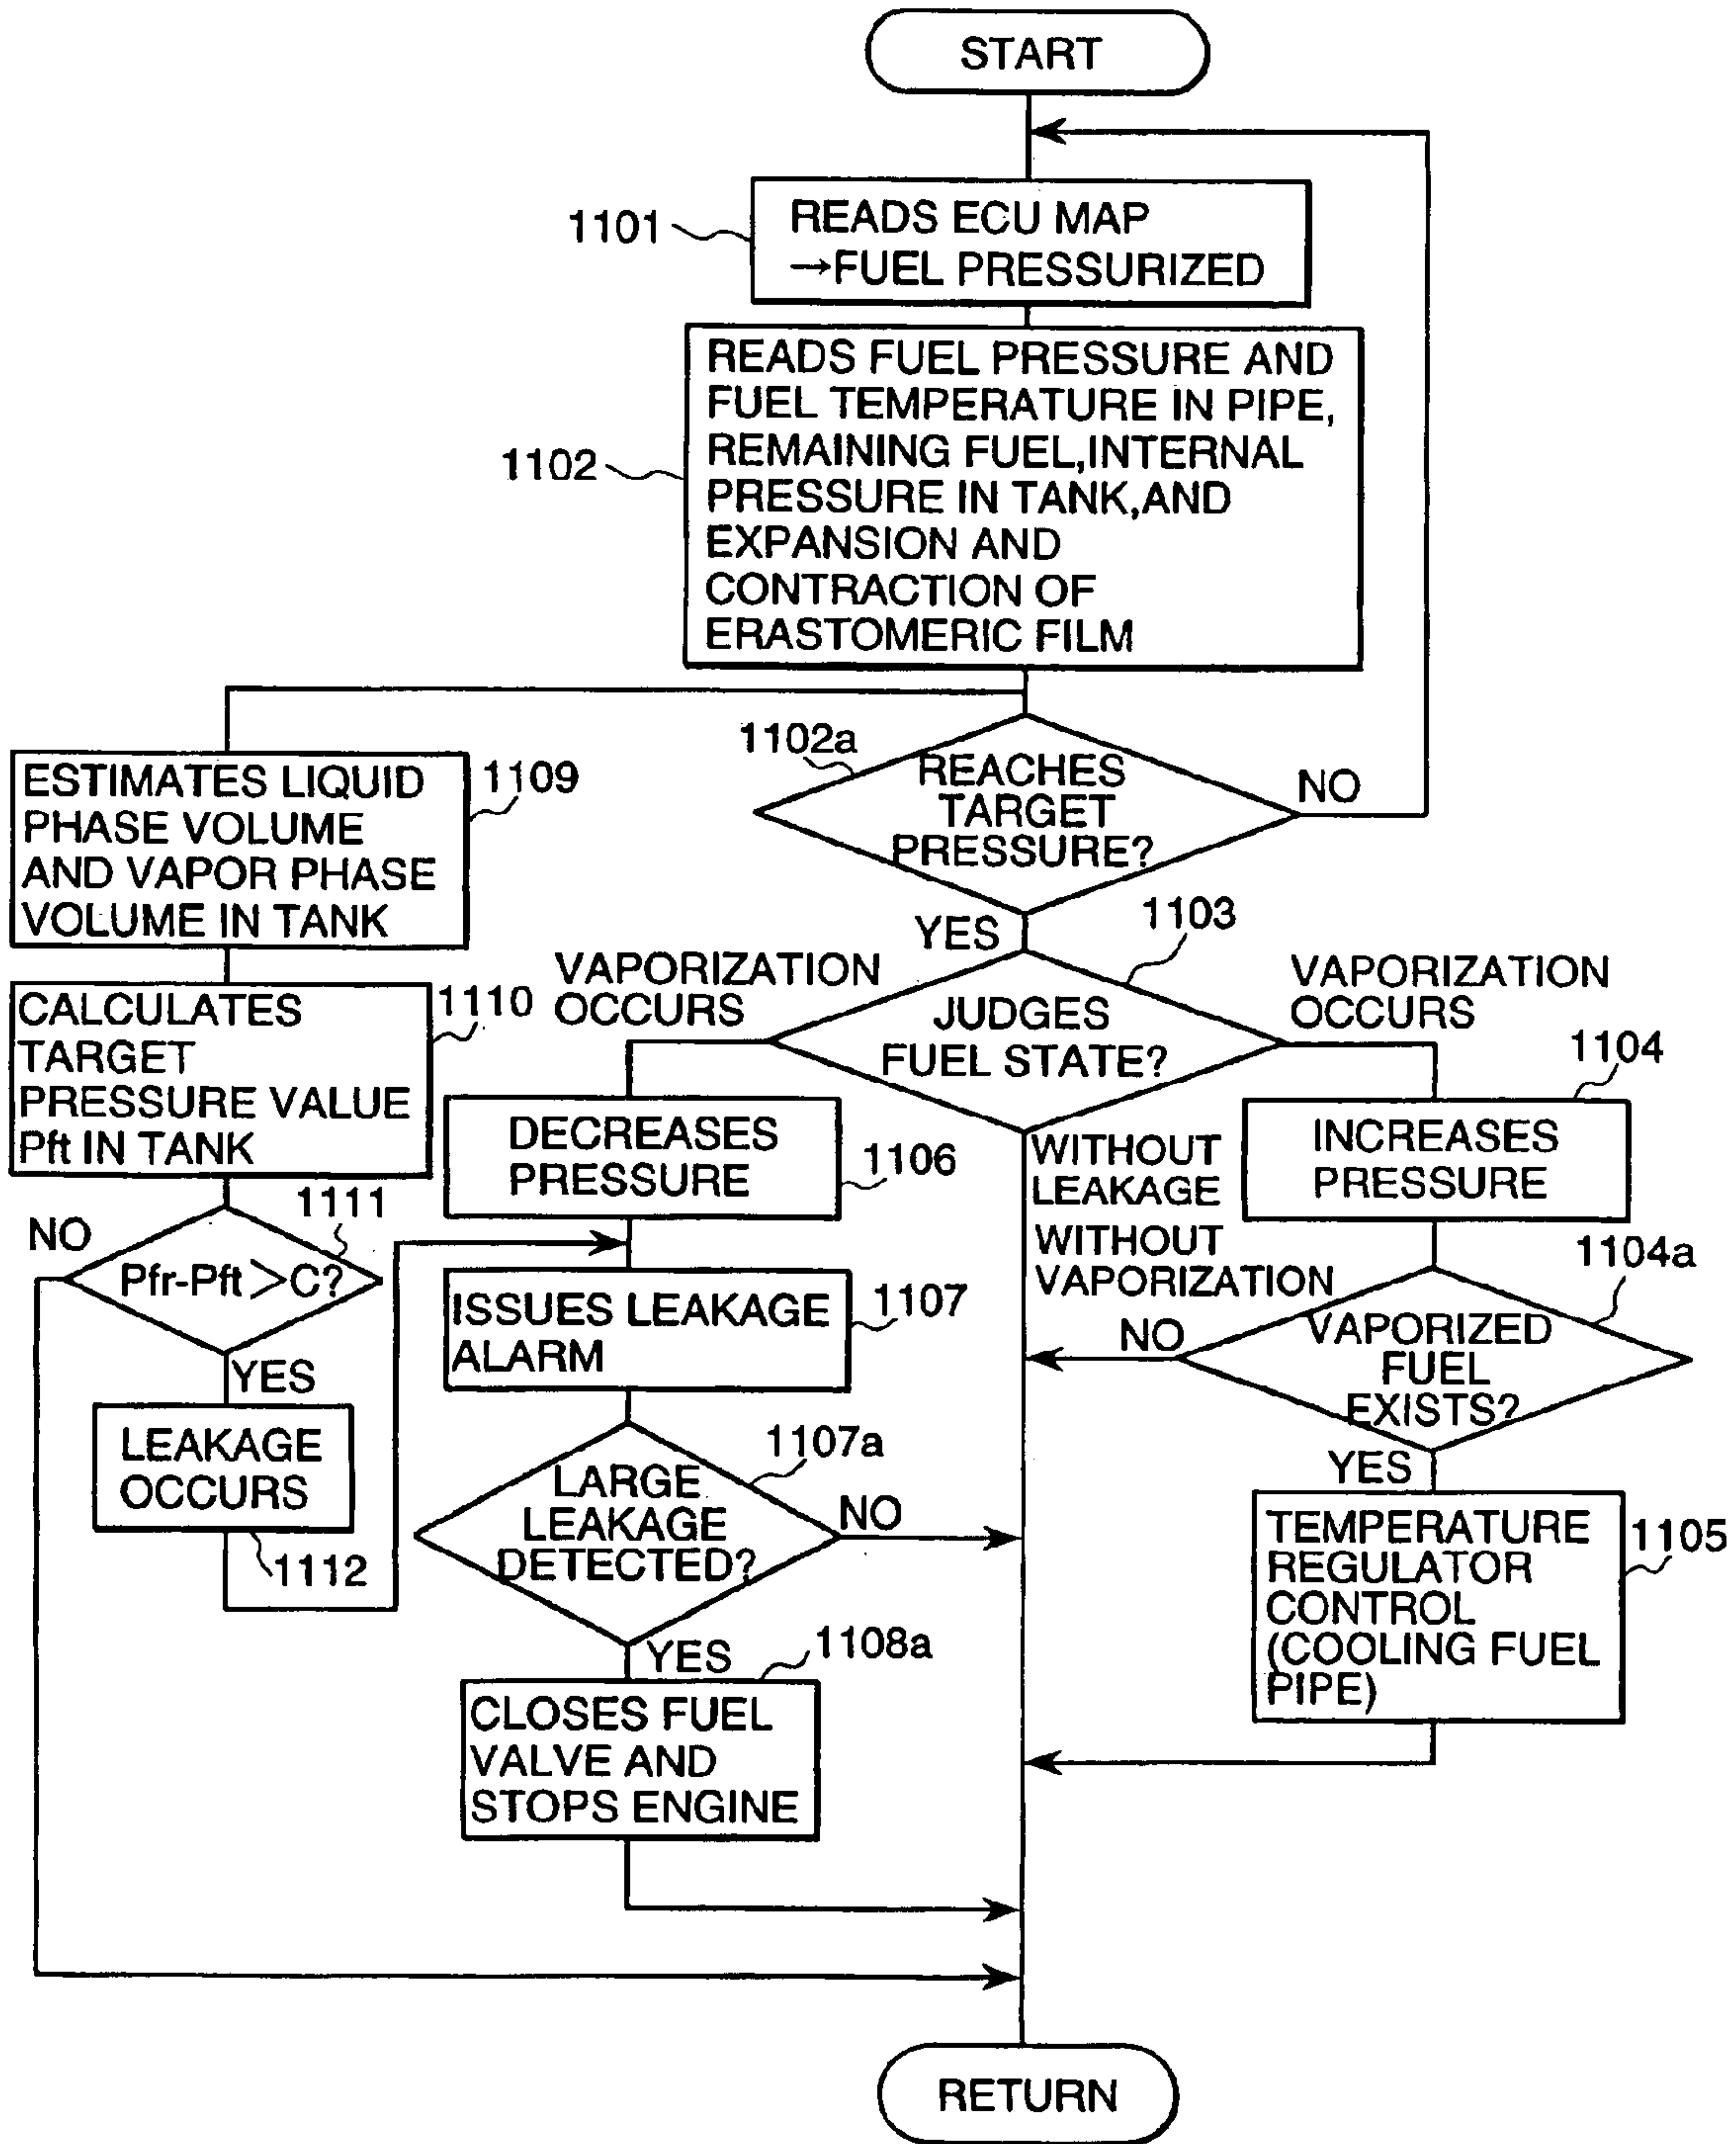 START
1101
READS ECU MAP
→FUEL PRESSURIZED
1102
READS FUEL PRESSURE AND
FUEL TEMPERATURE IN PIPE,
REMAINING FUEL,INTERNAL
PRESSURE IN TANK,AND
EXPANSION AND
CONTRACTION OF
ERASTOMERIC FILM
1102a
REACHES
TARGET
PRESSURE?
NO
YES
1109
ESTIMATES LIQUID
PHASE VOLUME
AND VAPOR PHASE
VOLUME IN TANK
1110
CALCULATES
TARGET
PRESSURE VALUE
Pft IN TANK
1111
NO
Pfr-Pft>C?
YES
LEAKAGE
OCCURS
1112
1103
JUDGES
FUEL STATE?
VAPORIZATION
OCCURS
DECREASES
PRESSURE
1106
ISSUES LEAKAGE
ALARM
1107
1107a
LARGE
LEAKAGE
DETECTED?
NO
YES
1108a
CLOSES FUEL
VALVE AND
STOPS ENGINE
WITHOUT
LEAKAGE
WITHOUT
VAPORIZATION
VAPORIZATION
OCCURS
1104
INCREASES
PRESSURE
1104a
VAPORIZED
FUEL
EXISTS?
NO
YES
TEMPERATURE
REGULATOR
CONTROL
(COOLING FUEL
PIPE)
1105
RETURN